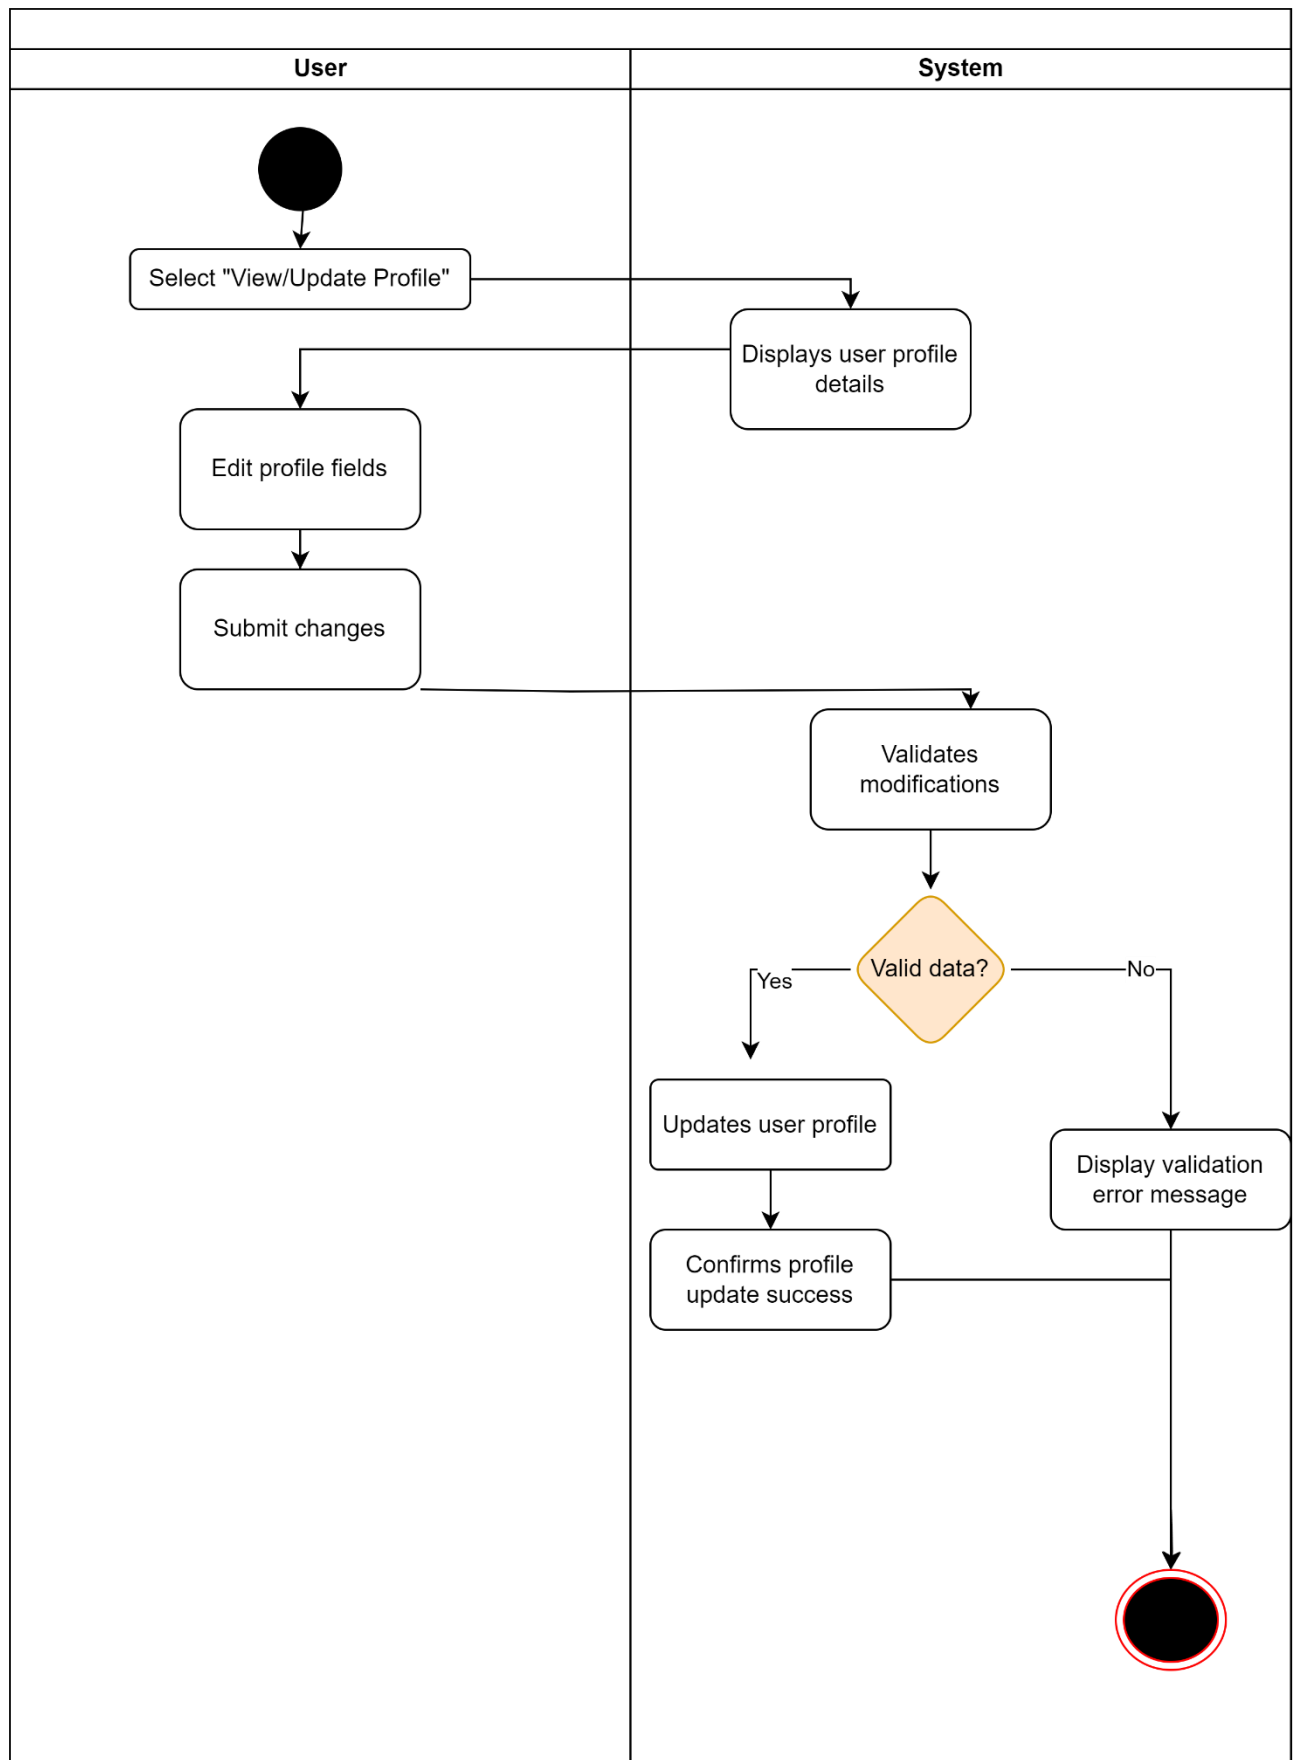 User
System
Select "View/Update Profile"
Displays user profile
details
Edit profile fields
Submit changes
Validates
modifications
Valid data?
Yes
No
Updates user profile
Display validation
error message
Confirms profile
update success